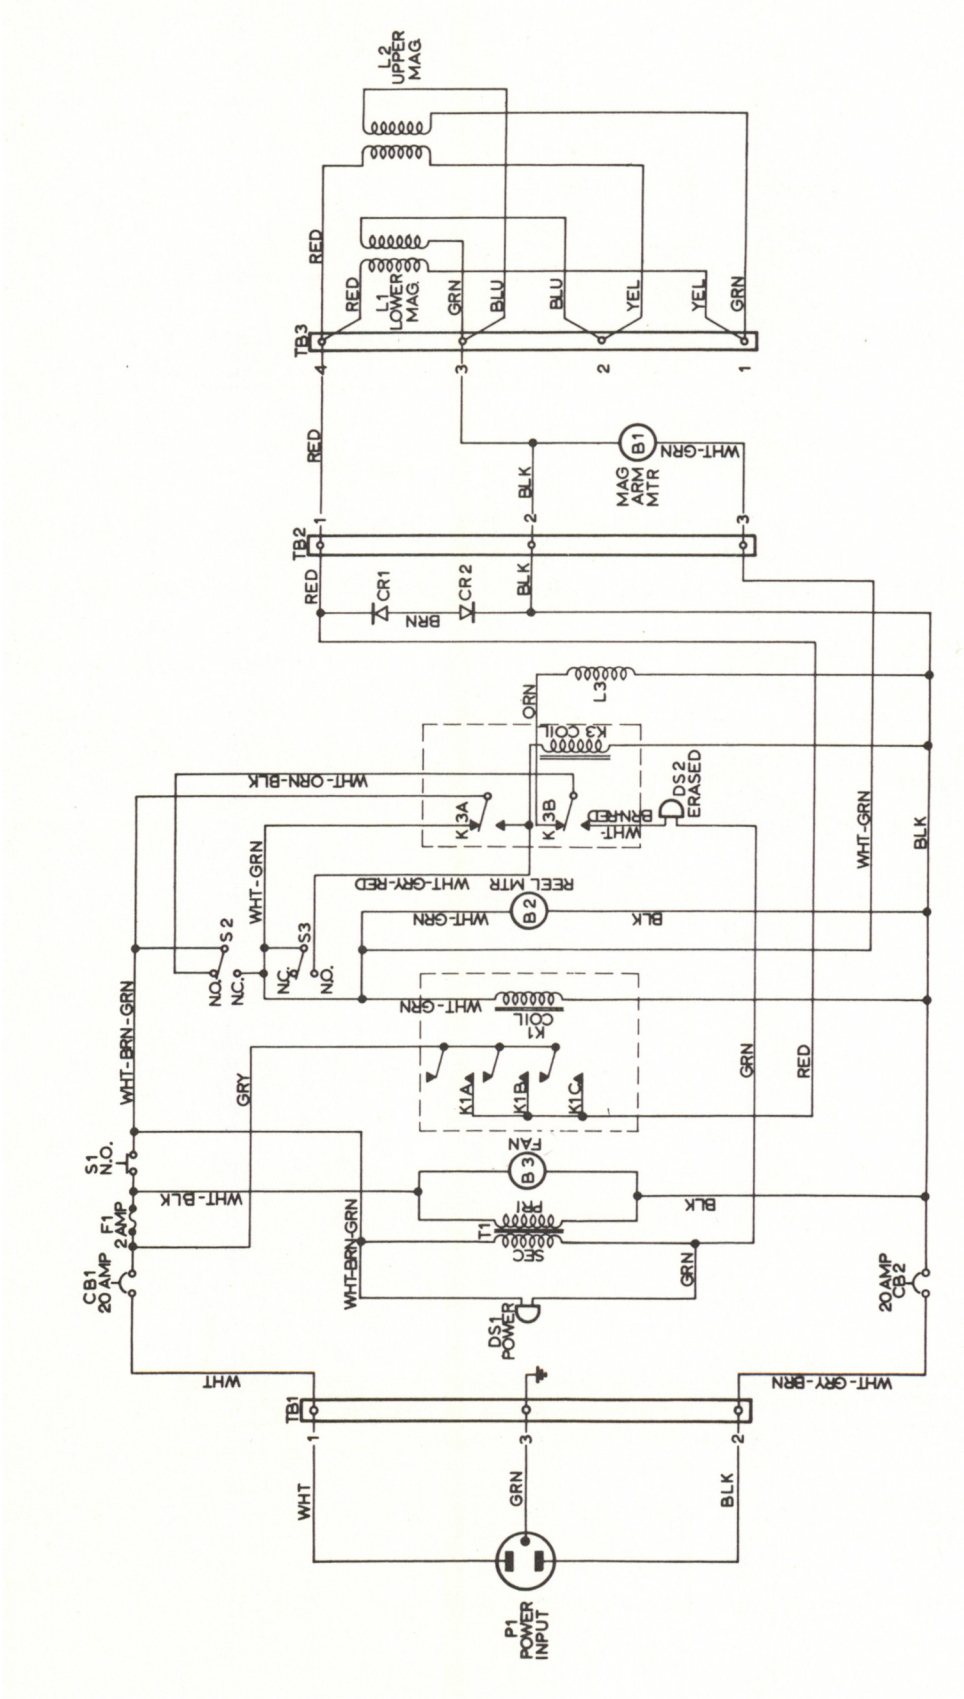 P1
POWER
INPUT
WHT
GRN
BLK
1
3
2
TB1
WHT
WHT-GRY-BRN
CB1
20 AMP
F1
2 AMP
S1
N.O.
20 AMP
CB2
DS1
POWER
WHT-BRN-GRN
GRN
T1
SEC
PRI
WHT-BLK
BLK
B3
FAN
GRY
WHT-BRN-GRN
K1A
K1B
K1C
K1
COIL
GRN
RED
WHT-GRN
N.O.
N.C.
S2
N.C.
N.O.
S3
WHT-GRN
B2
REEL MTR
BLK
WHT-GRN
WHT-GRY-RED
WHT-GRN
BLK
K3A
K3B
WHT-
BRN-RED
WHT-ORN-BLK
K3 COIL
DS2
ERASED
ORN
L3
RED
CR1
BRN
CR2
BLK
TB2
1
2
3
RED
BLK
MAG
ARM
MTR
B1
WHT-GRN
4
3
2
1
TB3
RED
RED
L1
LOWER
MAG.
GRN
BLU
BLU
YEL
YEL
GRN
L2
UPPER
MAG.